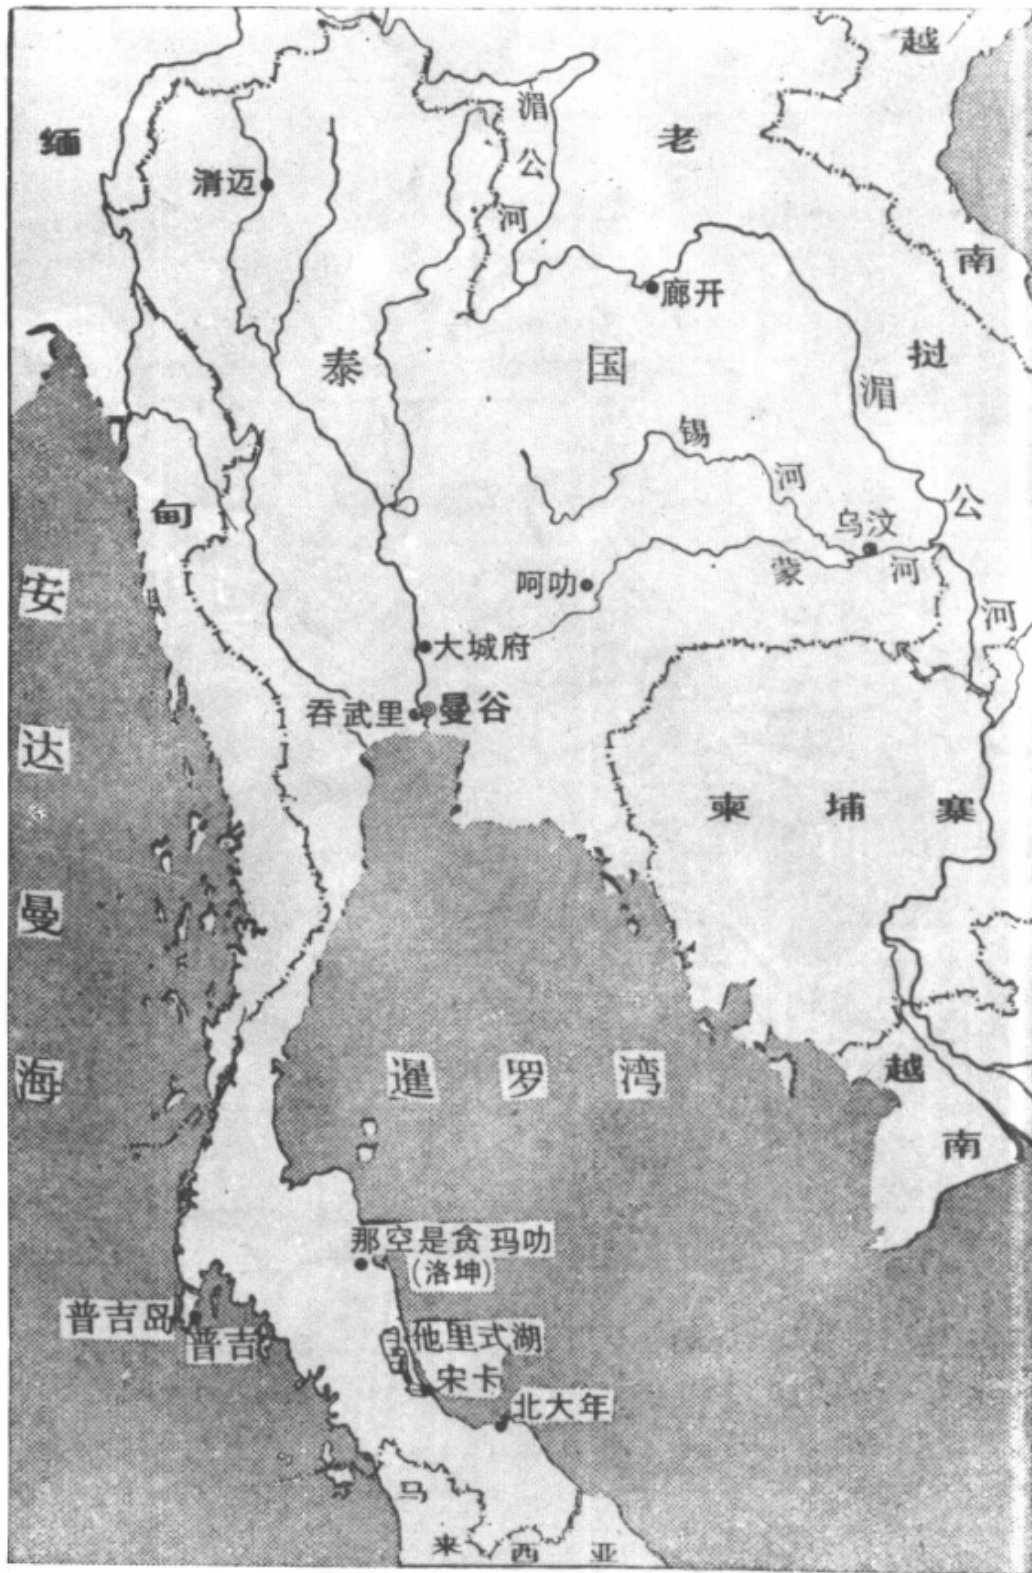 越南
缅甸
老挝
湄公河
清迈
廊开
泰国
湄公河
锡河
乌汶
蒙河
呵叻
大城府
吞武里
曼谷
柬埔寨
安达曼海
暹罗湾
越南
那空是贪玛叻
(洛坤)
普吉岛
普吉
他里式湖
宋卡
北大年
马来西亚